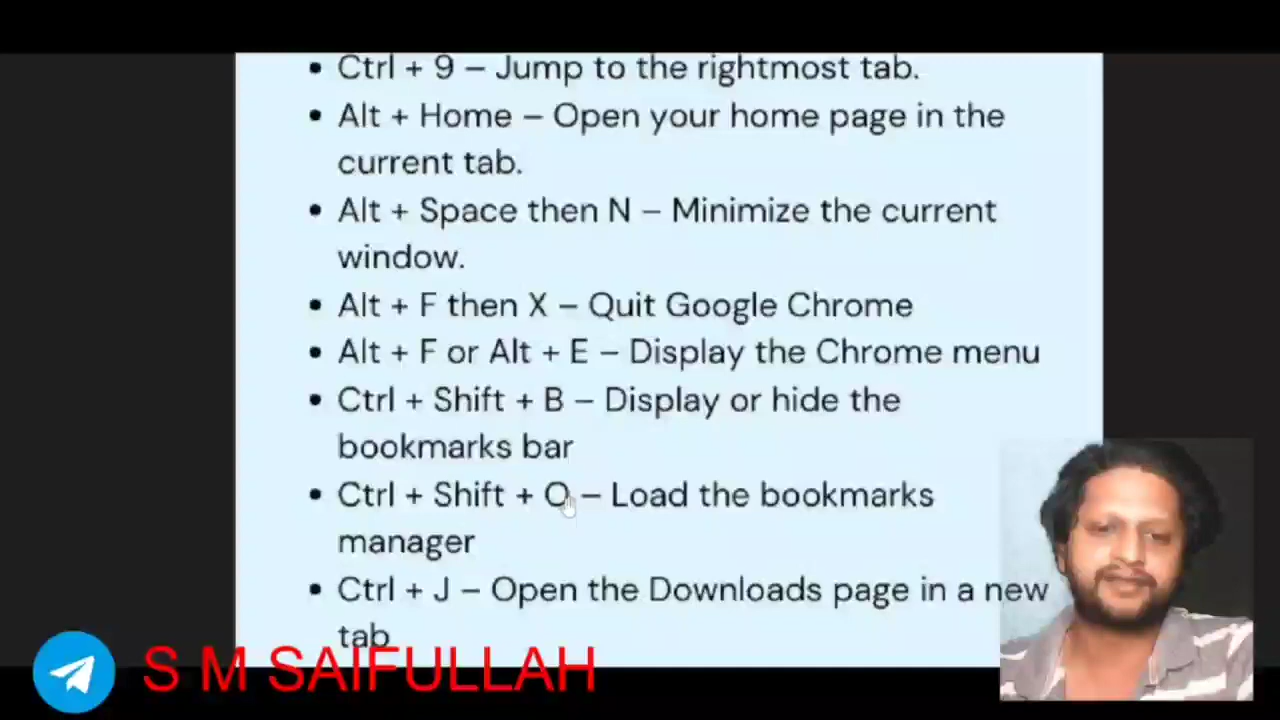 • Ctrl + 9 – Jump to the rightmost tab.
• Alt + Home – Open your home page in the
current tab.
• Alt + Space then N – Minimize the current
window.
• Alt + F then X – Quit Google Chrome
• Alt + F or Alt + E – Display the Chrome menu
• Ctrl + Shift + B – Display or hide the
bookmarks bar
• Ctrl + Shift + O – Load the bookmarks
manager
• Ctrl + J – Open the Downloads page in a new
tab
S M SAIFULLAH